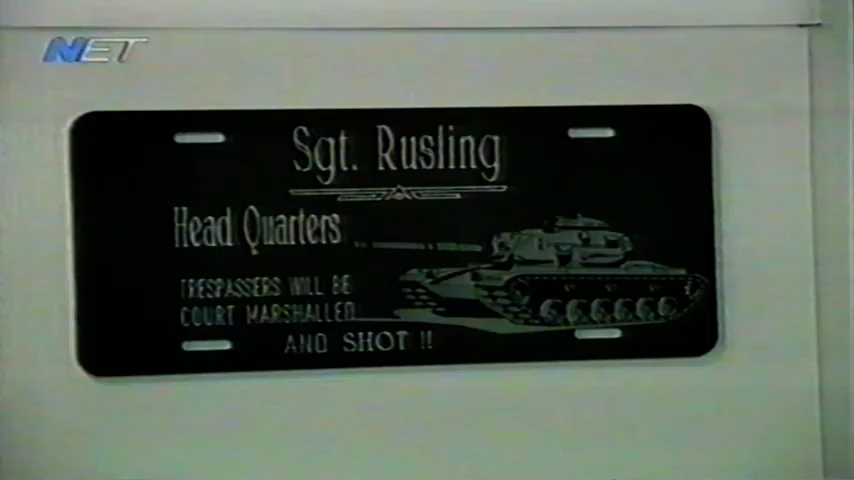 NET
Sgt. Rusling
Head Quarters
TRESPASSERS WILL BE
COURT MARSHALLED
AND SHOT !!